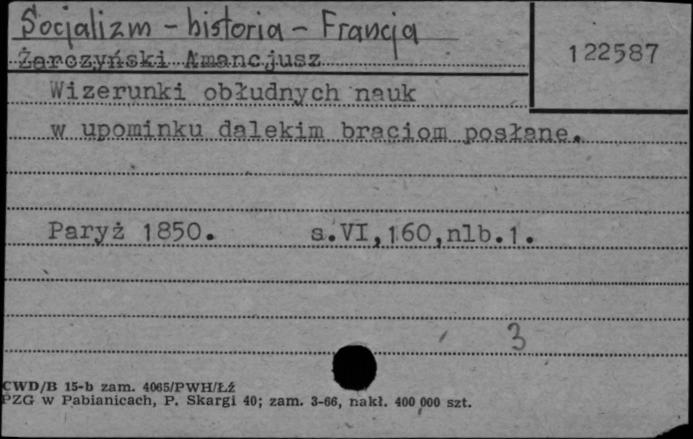 Socjalizm - historia - Francja
Żarczyński Amancjusz
122587
Wizerunki obłudnych nauk
w upominku dalekim braciom posłane.
Paryż 1850. s.VI,160,nlb.1.
3
CWD/B 15-b zam. 4065/PWH/ŁŻ
PZG w Pabianicach, P. Skargi 40; zam. 3-66, nakł. 400 000 szt.